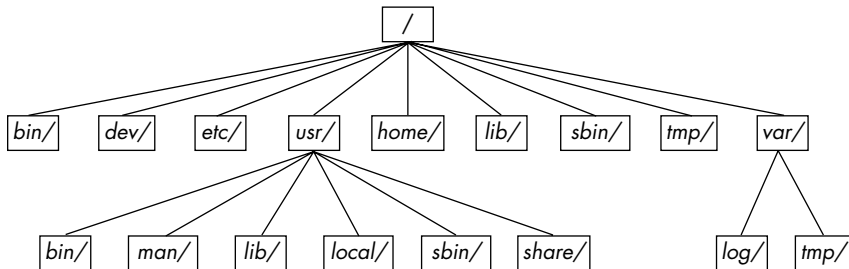 /
bin/ dev/ etc/ usr/ home/ lib/ sbin/ tmp/ var/
bin/ man/ lib/ local/ sbin/ share/ log/ tmp/